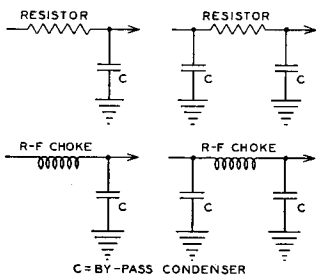 RESISTOR RESISTOR
C C C
R-F CHOKE R-F CHOKE
C C C
C=BY-PASS CONDENSER